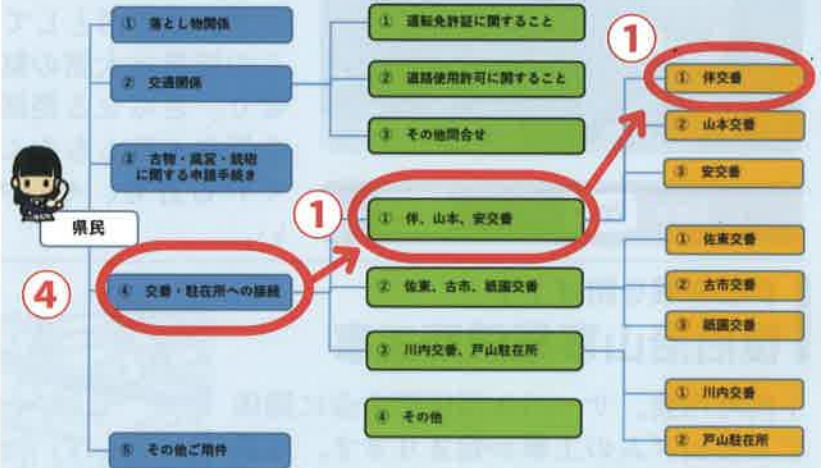 県民
① 落とし物関係
② 交通関係
③ 古物・風営・銃砲
に関する申請手続き
④ 交番・駐在所への接続
⑤ その他ご用件
① 運転免許証に関すること
② 道路使用許可に関すること
③ その他問合せ
① 伴、山本、安交番
② 佐東、古市、祇園交番
③ 川内交番、戸山駐在所
④ その他
① 伴交番
② 山本交番
③ 安交番
① 佐東交番
② 古市交番
③ 祇園交番
① 川内交番
② 戸山駐在所
④
①
①